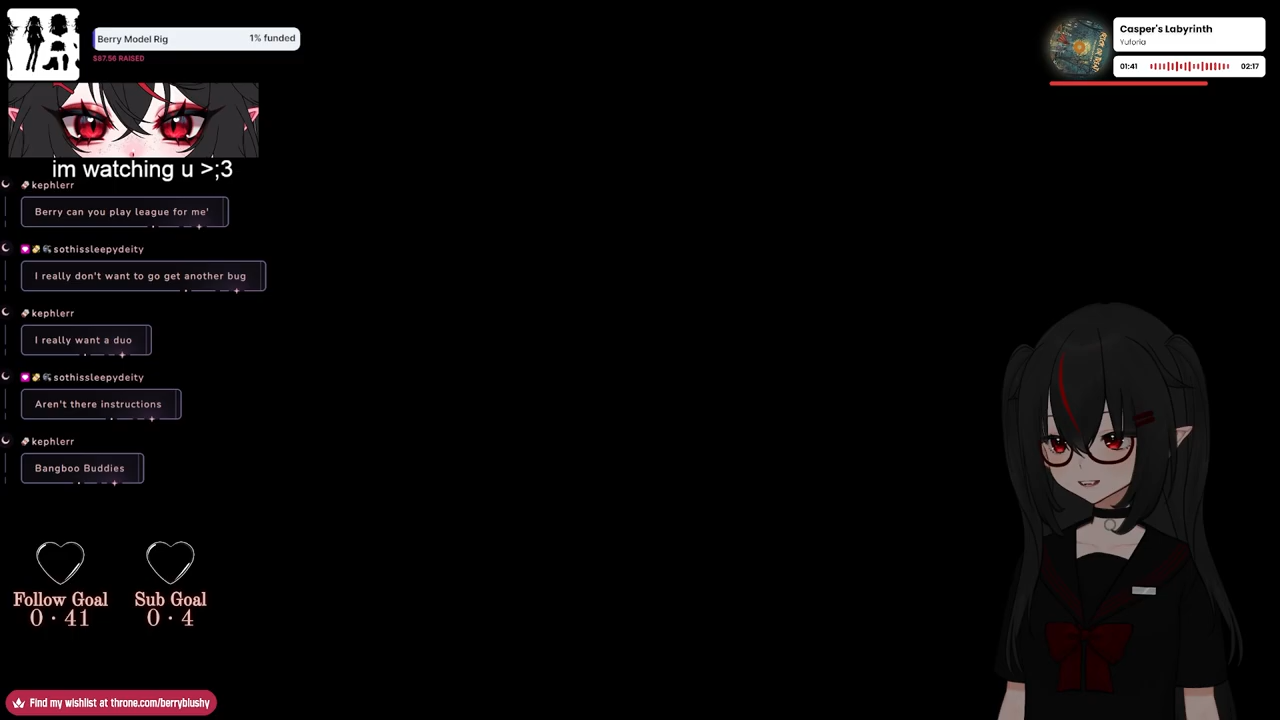 Berry Model Rig
1% funded
$87.56 RAISED
im watching u >;3
kephlerr
Berry can you play league for me'
sothissleepydeity
I really don't want to go get another bug
kephlerr
I really want a duo
sothissleepydeity
Aren't there instructions
kephlerr
Bangboo Buddies
Follow Goal
0 · 41
Sub Goal
0 · 4
Find my wishlist at throne.com/berryblushy
Casper's Labyrinth
Yuforia
01:41
02:17